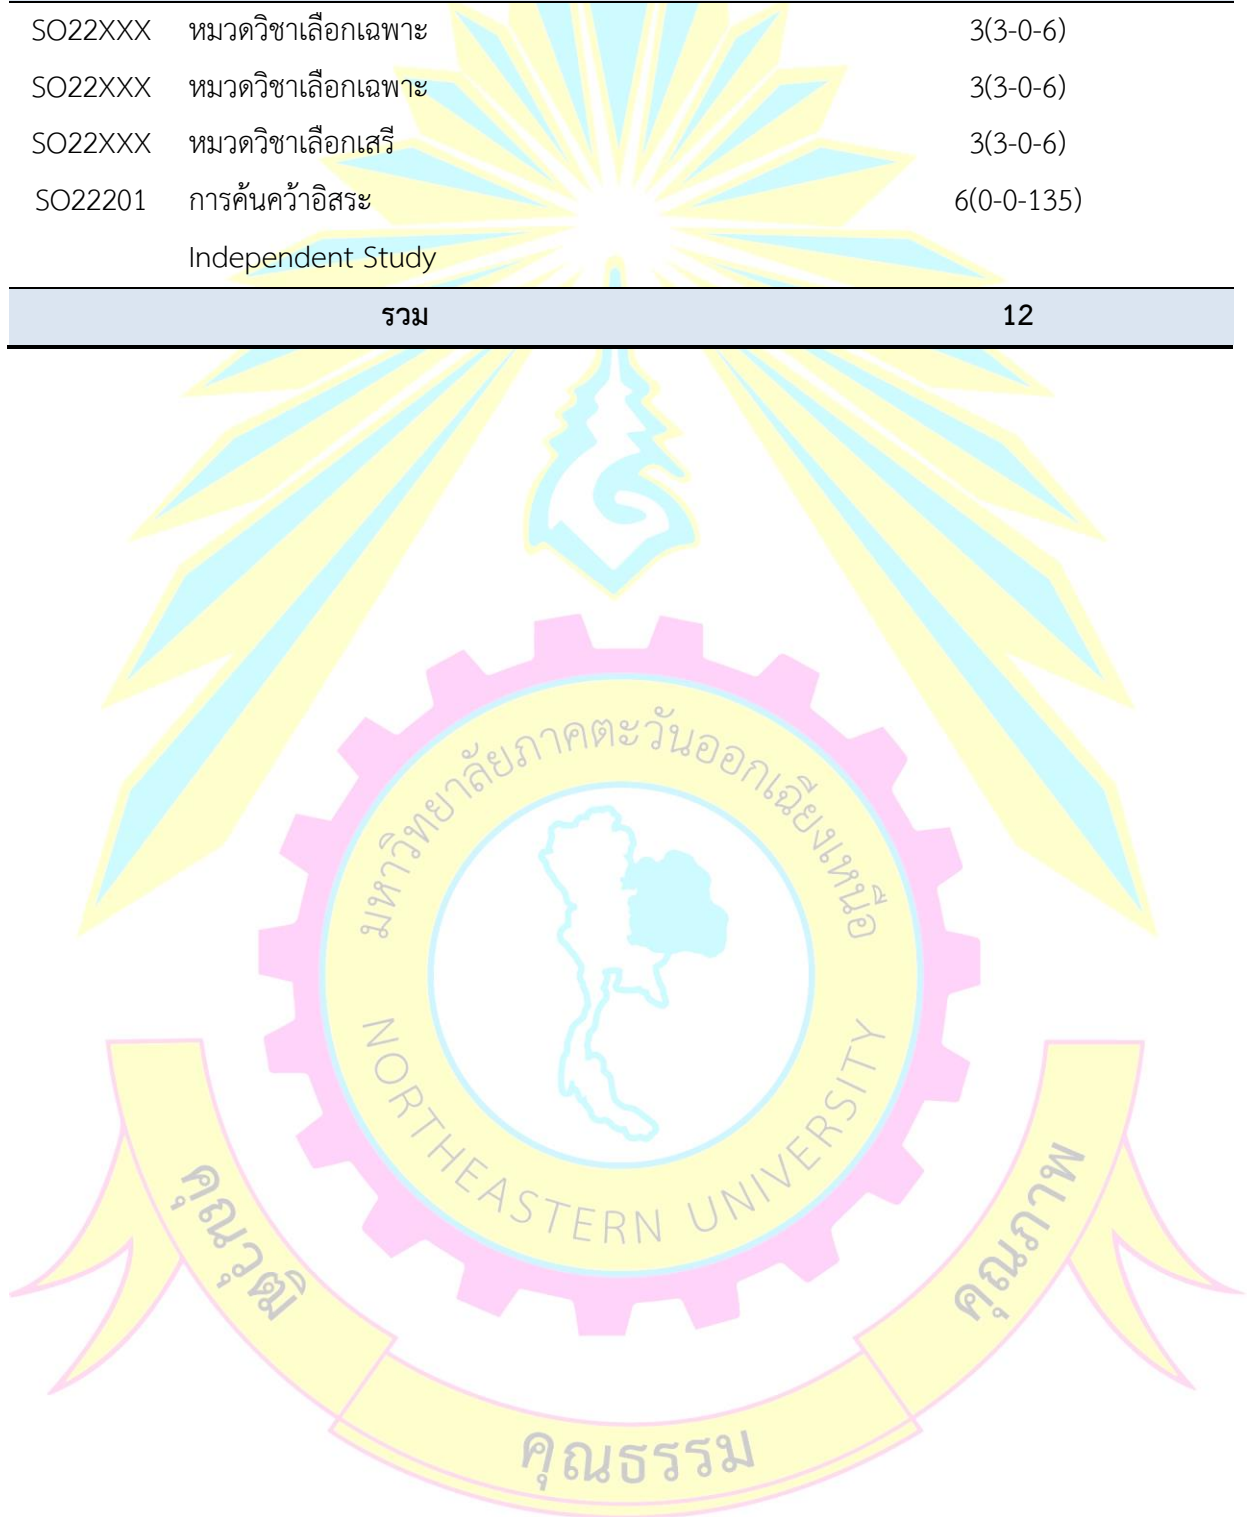 SO22XXX หมวดวิชาเลือกเฉพาะ 3(3-0-6)
SO22XXX หมวดวิชาเลือกเฉพาะ 3(3-0-6)
SO22XXX หมวดวิชาเลือกเสรี 3(3-0-6)
SO22201 การค้นคว้าอิสระ 6(0-0-135)
Independent Study
รวม 12
มหาวิทยาลัยภาคตะวันออกเฉียงเหนือ
NORTHEASTERN UNIVERSITY
คุณวุฒิ
คุณธรรม
คุณภาพ